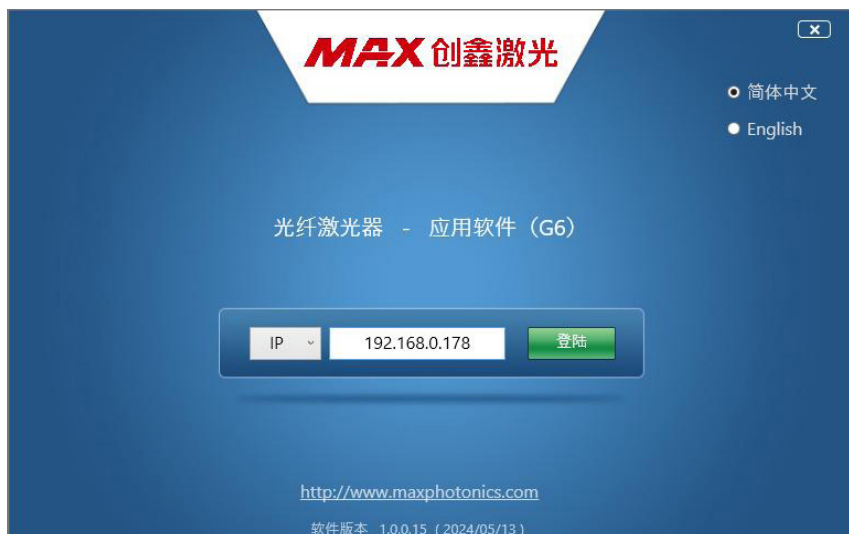 MAX 创鑫激光
简体中文
English
光纤激光器 - 应用软件（G6）
IP 192.168.0.178 登陆
http://www.maxphotonics.com
软件版本 1.0.0.15 ( 2024/05/13 )